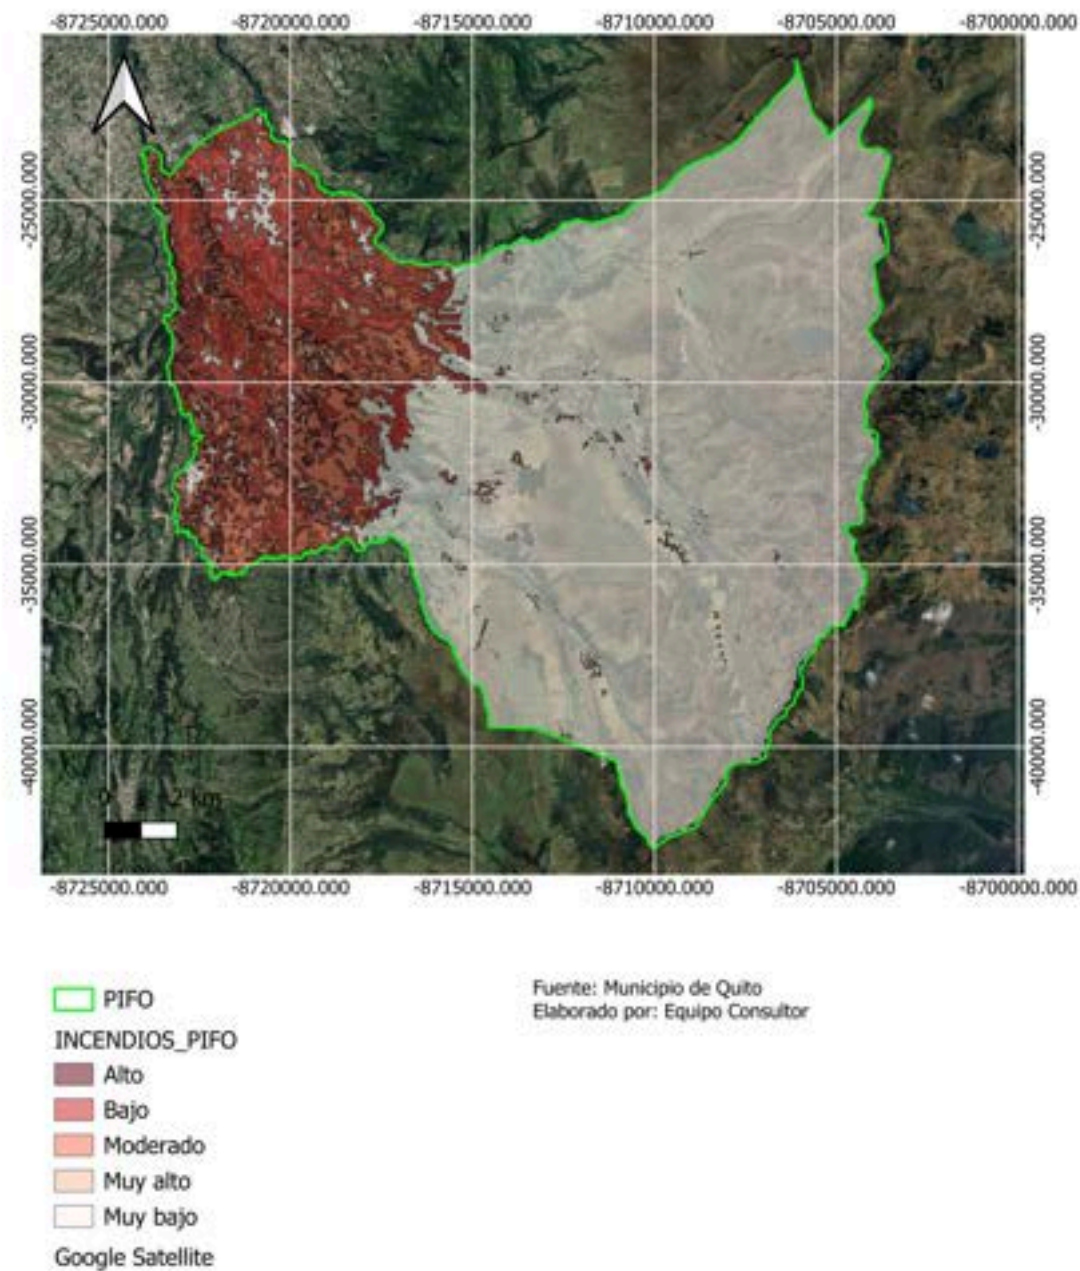 -8725000.000 -8720000.000 -8715000.000 -8710000.000 -8705000.000 -8700000.000
-25000.000 -25000.000
-30000.000 -30000.000
-35000.000 -35000.000
-40000.000 -40000.000
2 km
-8725000.000 -8720000.000 -8715000.000 -8710000.000 -8705000.000 -8700000.000
PIFO
INCENDIOS_PIFO
Alto
Bajo
Moderado
Muy alto
Muy bajo
Google Satellite
Fuente: Municipio de Quito
Elaborado por: Equipo Consultor